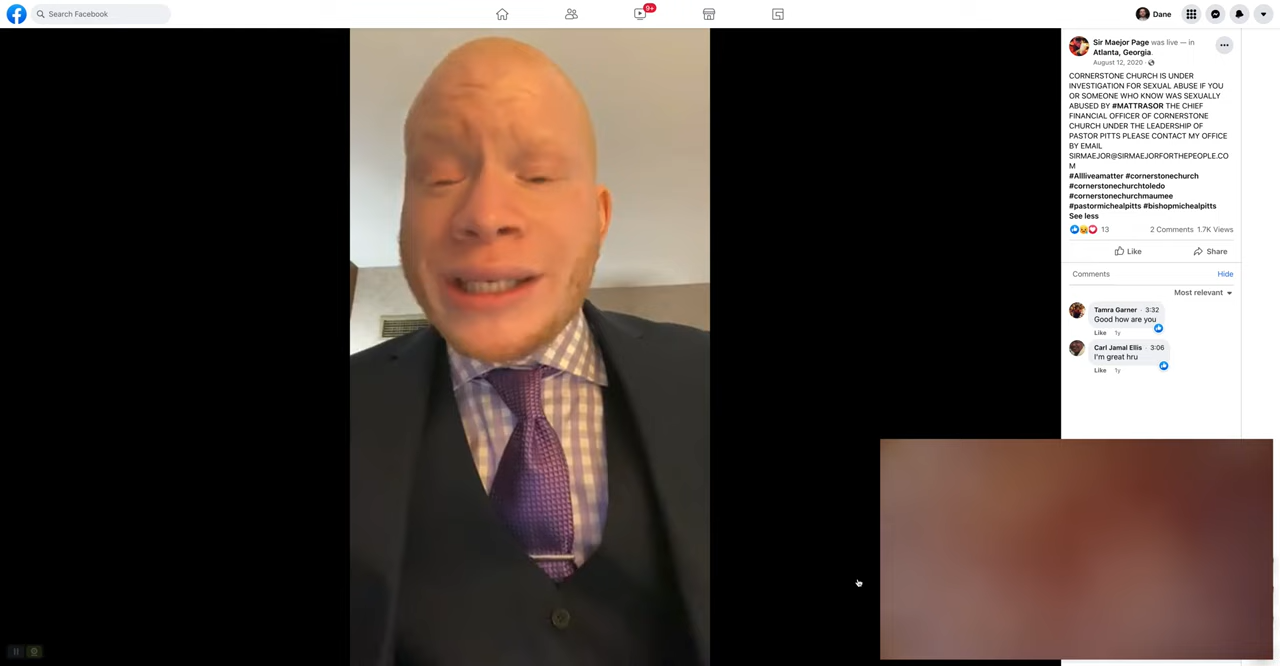 Search Facebook
9+
Dane
Sir Maejor Page was live — in
Atlanta, Georgia.
August 12, 2020 ·
CORNERSTONE CHURCH IS UNDER
INVESTIGATION FOR SEXUAL ABUSE IF YOU
OR SOMEONE WHO KNOW WAS SEXUALLY
ABUSED BY #MATTRASOR THE CHIEF
FINANCIAL OFFICER OF CORNERSTONE
CHURCH UNDER THE LEADERSHIP OF
PASTOR PITTS PLEASE CONTACT MY OFFICE
BY EMAIL
SIRMAEJOR@SIRMAEJORFORTHEPEOPLE.CO
M
#Allliveamatter #cornerstonechurch
#cornerstonechurchtoledo
#cornerstonechurchmaumee
#pastormichealpitts #bishopmichealpitts
See less
13 2 Comments 1.7K Views
Like Share
Comments Hide
Most relevant
Tamra Garner · 3:32
Good how are you
Like 1y
Carl Jamal Ellis · 3:06
I'm great hru
Like 1y